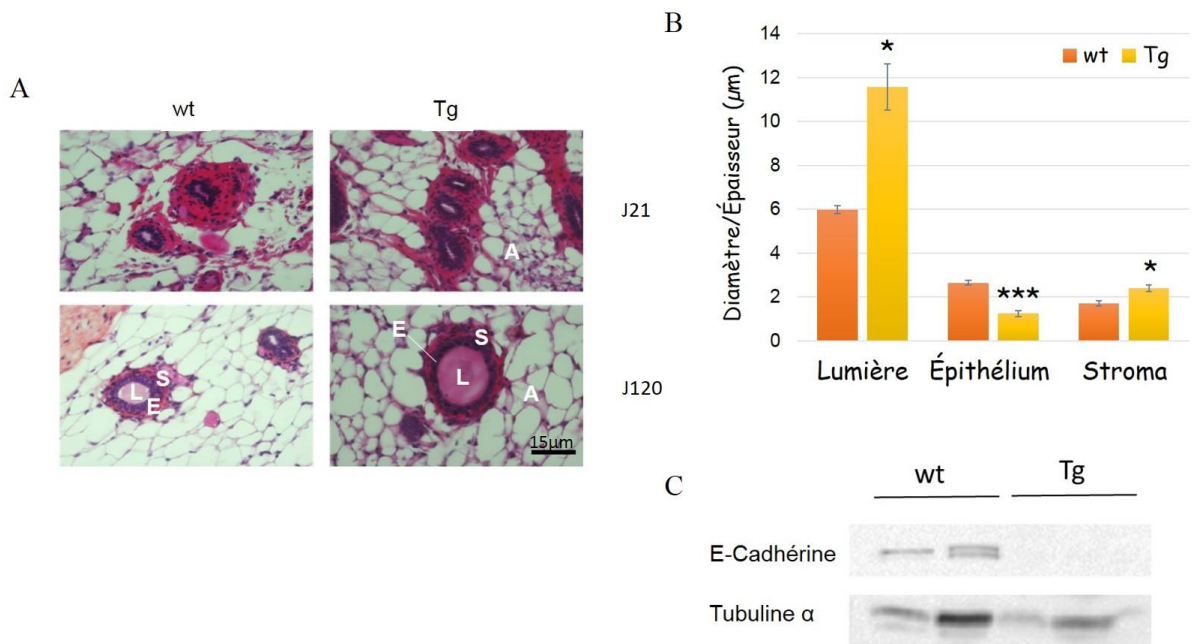 A
wt
Tg
J21
A
J120
L
S
E
E
S
L
A
15µm
B
Diamètre/Épaisseur (µm)
14
12
10
8
6
4
2
0
wt
Tg
*
***
*
Lumière
Épithélium
Stroma
C
wt
Tg
E-Cadhérine
Tubuline α